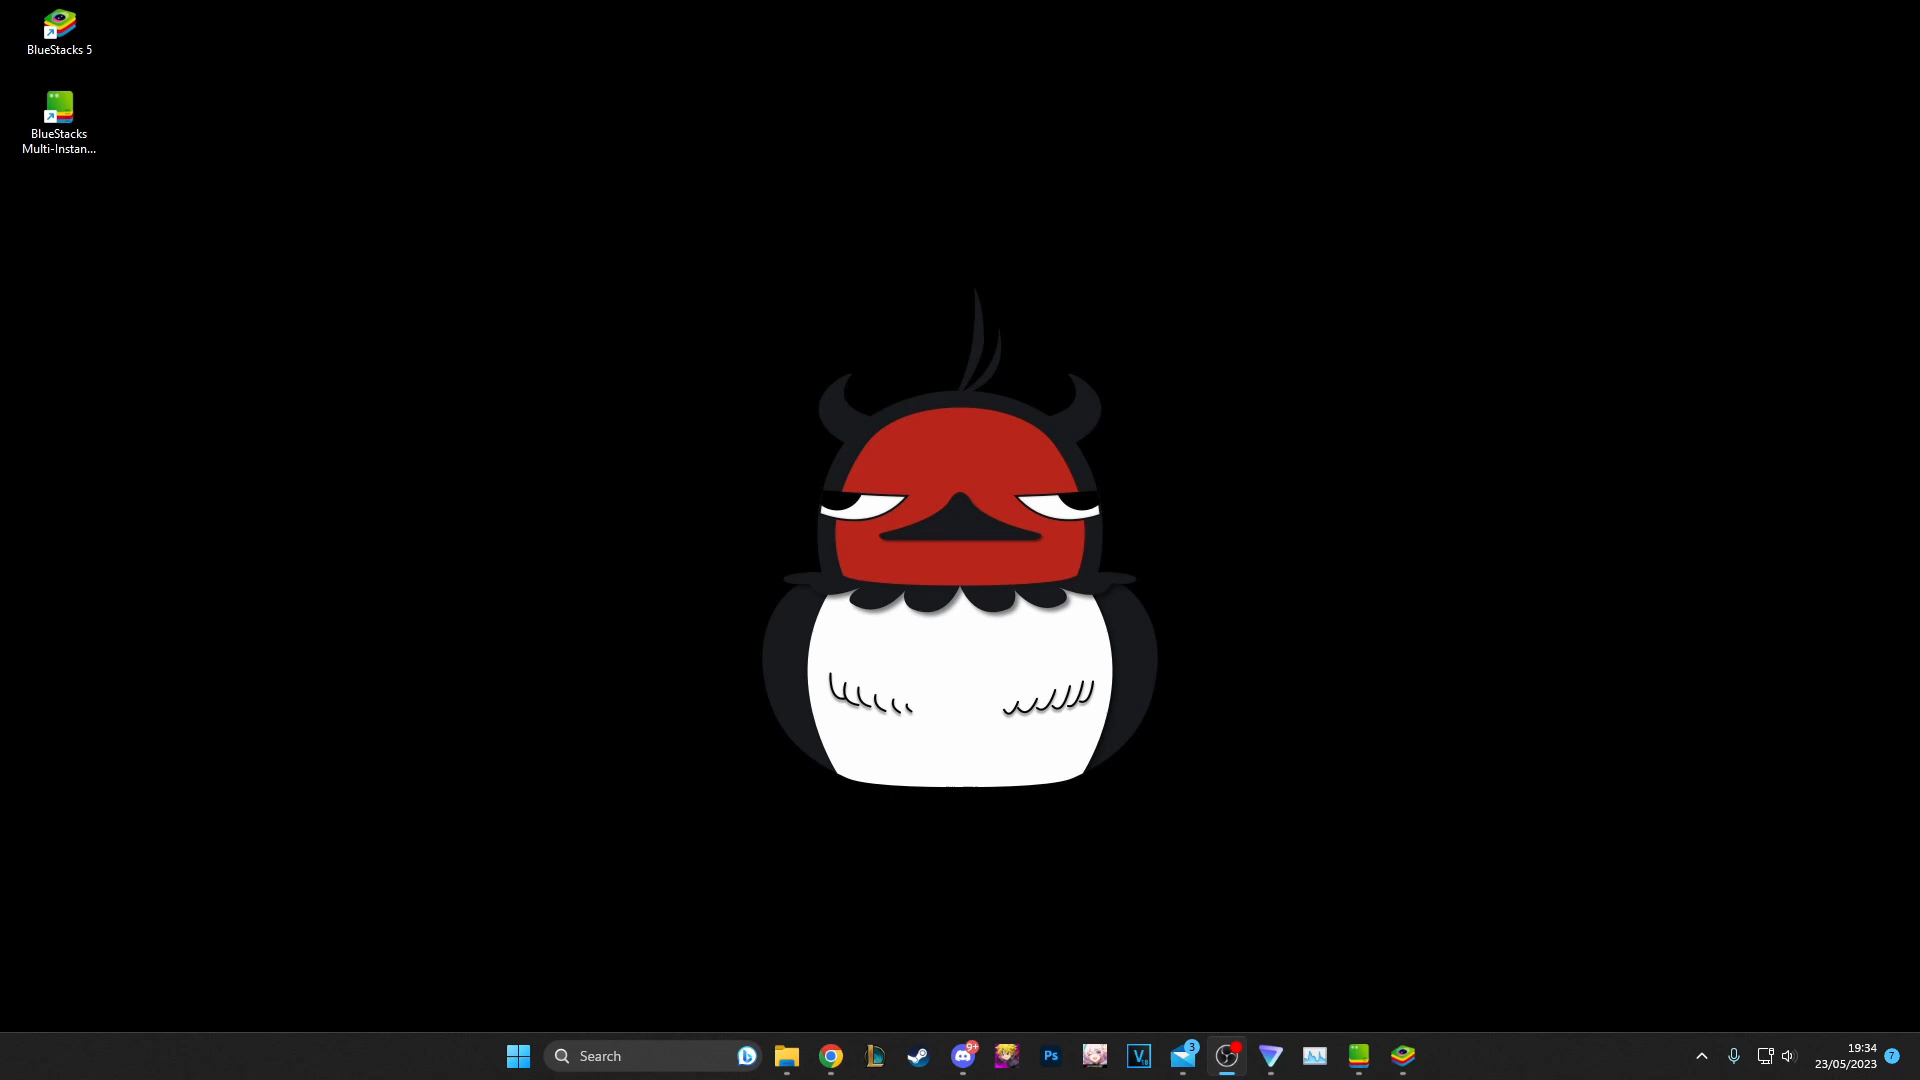 BlueStacks 5
BlueStacks
Multi-Instan...
Search
9+
Ps
V
3
19:34
23/05/2023
7